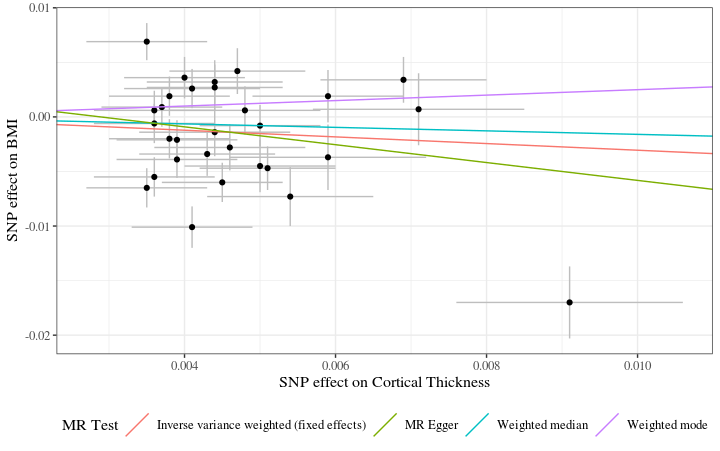 0.01
0.00
-0.01
-0.02
SNP effect on BMI
0.004 0.006 0.008 0.010
SNP effect on Cortical Thickness
MR Test Inverse variance weighted (fixed effects) MR Egger Weighted median Weighted mode